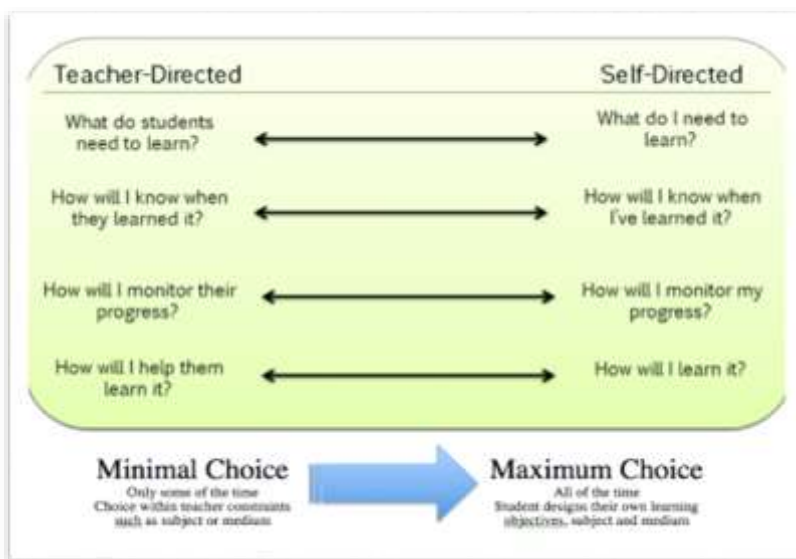 Teacher-Directed
Self-Directed
What do students
need to learn?
What do I need to
learn?
How will I know when
they learned it?
How will I know when
I've learned it?
How will I monitor their
progress?
How will I monitor my
progress?
How will I help them
learn it?
How will I learn it?
Minimal Choice
Only some of the time
Choice within teacher constraints
such as subject or medium
Maximum Choice
All of the time
Student designs their own learning
objectives, subject and medium